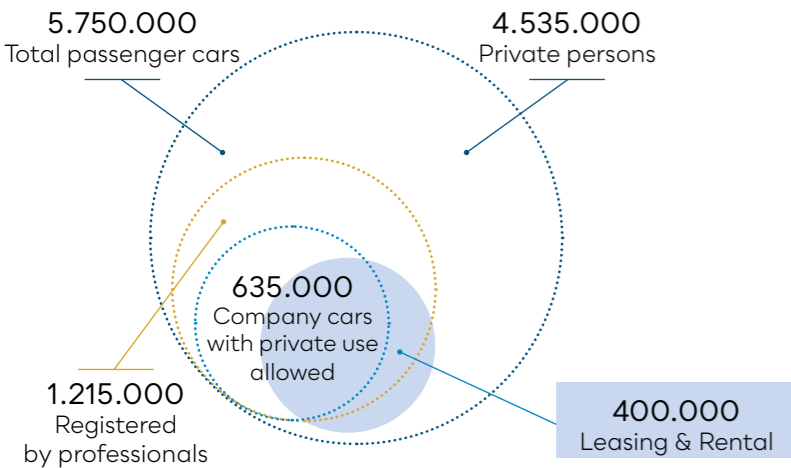 5.750.000
Total passenger cars
4.535.000
Private persons
635.000
Company cars
with private use
allowed
1.215.000
Registered
by professionals
400.000
Leasing & Rental